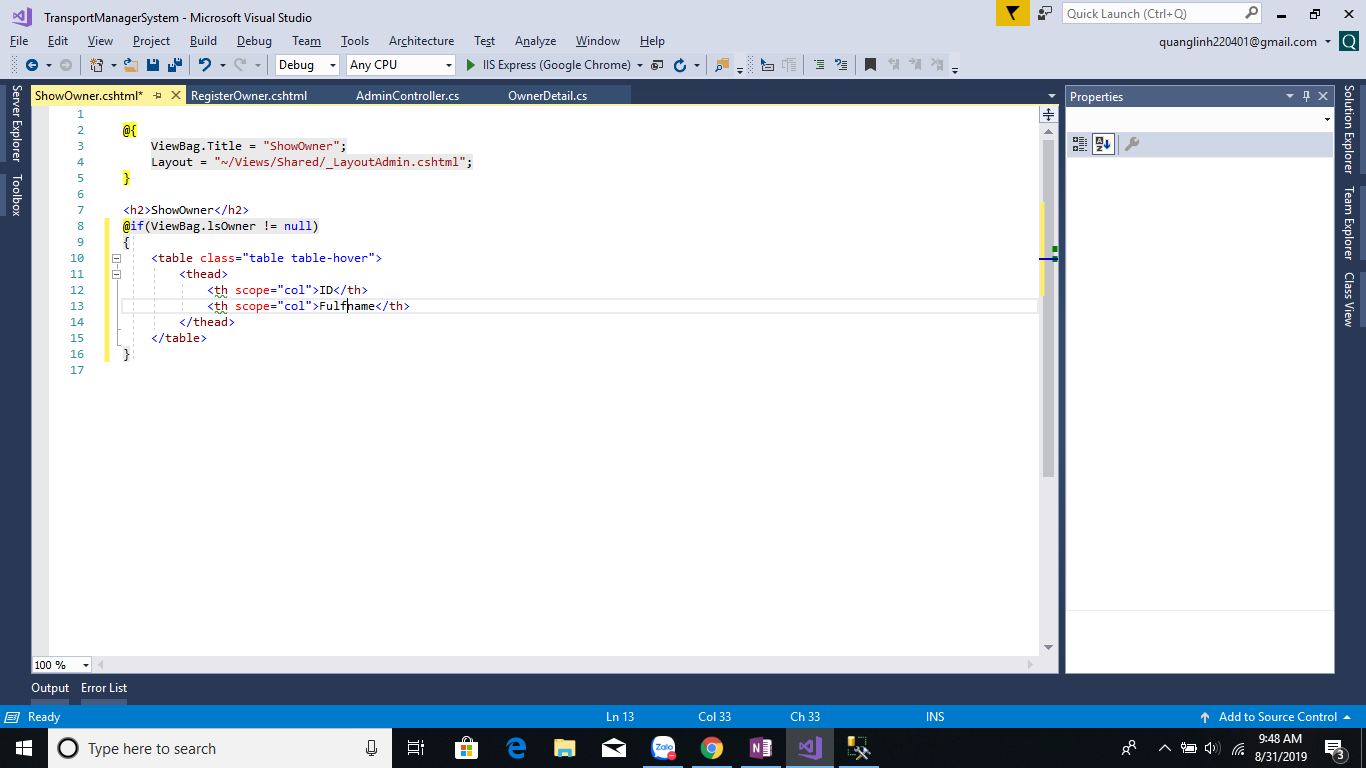 TransportManagerSystem - Microsoft Visual Studio
Quick Launch (Ctrl+Q)
File Edit View Project Build Debug Team Tools Architecture Test Analyze Window Help
quanglinh220401@gmail.com
Q
Debug Any CPU IIS Express (Google Chrome)
ShowOwner.cshtml* RegisterOwner.cshtml AdminController.cs OwnerDetail.cs
Properties
Server Explorer
Toolbox
Solution Explorer
Team Explorer
Class View
1
2 @{
3 ViewBag.Title = "ShowOwner";
4 Layout = "~/Views/Shared/_LayoutAdmin.cshtml";
5 }
6
7 <h2>ShowOwner</h2>
8 @if(ViewBag.lsOwner != null)
9 {
10 <table class="table table-hover">
11 <thead>
12 <th scope="col">ID</th>
13 <th scope="col">Fulfname</th>
14 </thead>
15 </table>
16 }
17
100 %
Output Error List
Ready Ln 13 Col 33 Ch 33 INS Add to Source Control
Type here to search
Zalo
9:48 AM
8/31/2019
3